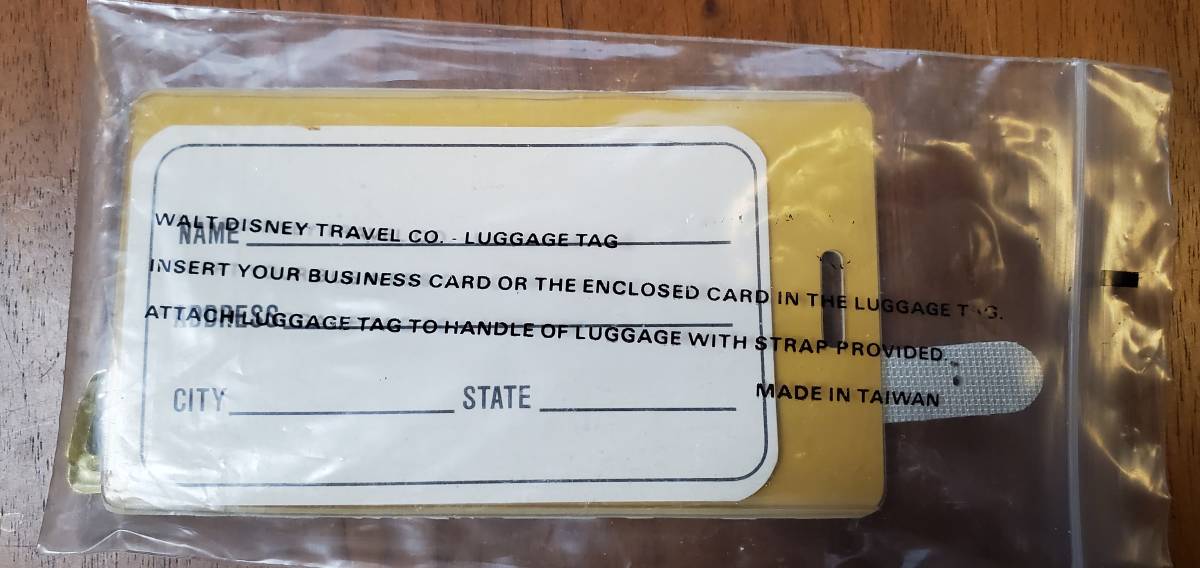 WALT DISNEY TRAVEL CO. - LUGGAGE TAG
NAME
INSERT YOUR BUSINESS CARD OR THE ENCLOSED CARD IN THE LUGGAGE
ADDRESS
ATTACH LUGGAGE TAG TO HANDLE OF LUGGAGE WITH STRAP PROVIDED.
CITY STATE
MADE IN TAIWAN